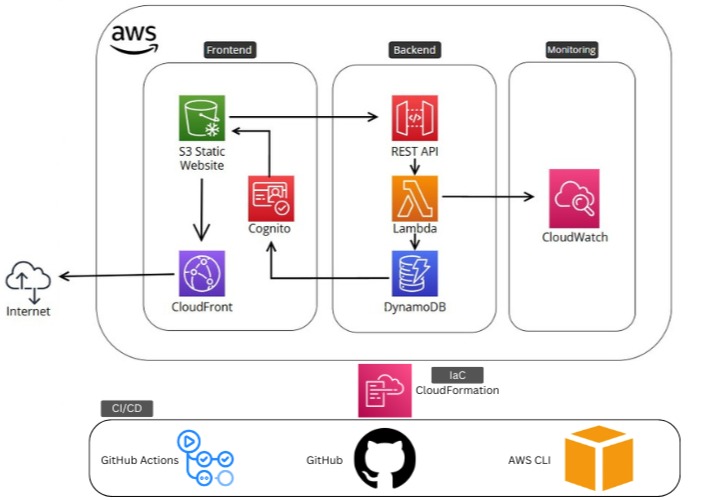 aws
Frontend
Backend
Monitoring
S3 Static
Website
REST API
Cognito
Lambda
CloudWatch
CloudFront
DynamoDB
Internet
IaC
CloudFormation
CI/CD
GitHub Actions
GitHub
AWS CLI